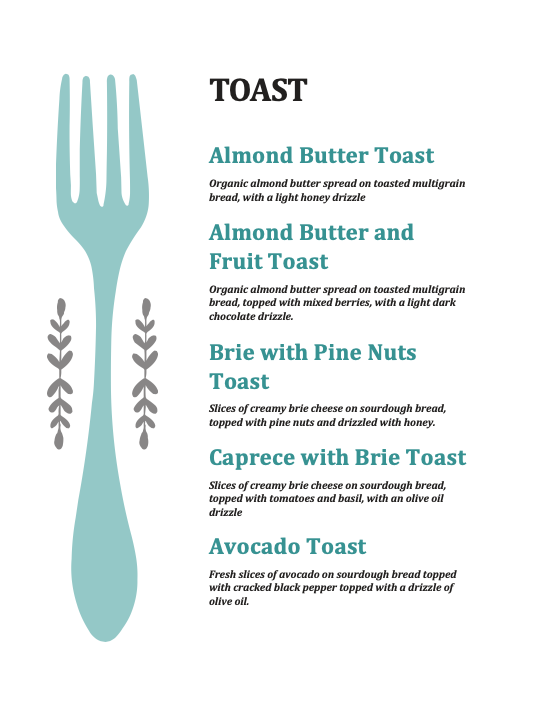 TOAST
Almond Butter Toast
Organic almond butter spread on toasted multigrain
bread, with a light honey drizzle
Almond Butter and
Fruit Toast
Organic almond butter spread on toasted multigrain
bread, topped with mixed berries, with a light dark
chocolate drizzle.
Brie with Pine Nuts
Toast
Slices of creamy brie cheese on sourdough bread,
topped with pine nuts and drizzled with honey.
Caprece with Brie Toast
Slices of creamy brie cheese on sourdough bread,
topped with tomatoes and basil, with an olive oil
drizzle
Avocado Toast
Fresh slices of avocado on sourdough bread topped
with cracked black pepper topped with a drizzle of
olive oil.